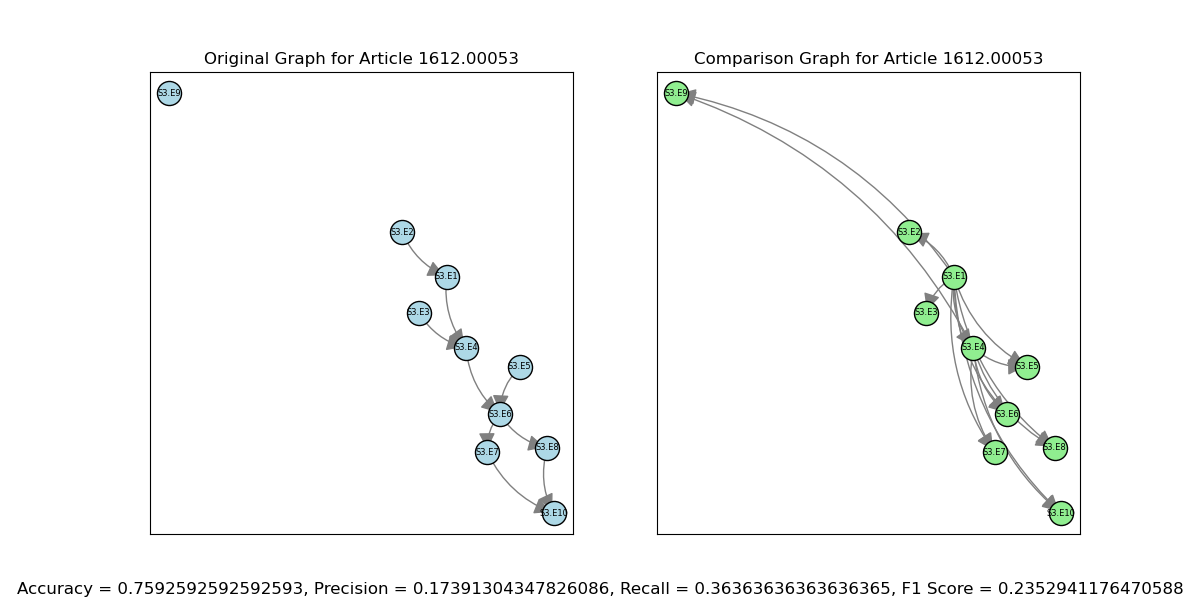 Original Graph for Article 1612.00053
Comparison Graph for Article 1612.00053
S3.E9
S3.E2
S3.E1
S3.E3
S3.E4
S3.E5
S3.E6
S3.E8
S3.E7
S3.E10
S3.E9
S3.E2
S3.E1
S3.E3
S3.E4
S3.E5
S3.E6
S3.E8
S3.E7
S3.E10
Accuracy = 0.7592592592592593, Precision = 0.17391304347826086, Recall = 0.36363636363636365, F1 Score = 0.2352941176470588